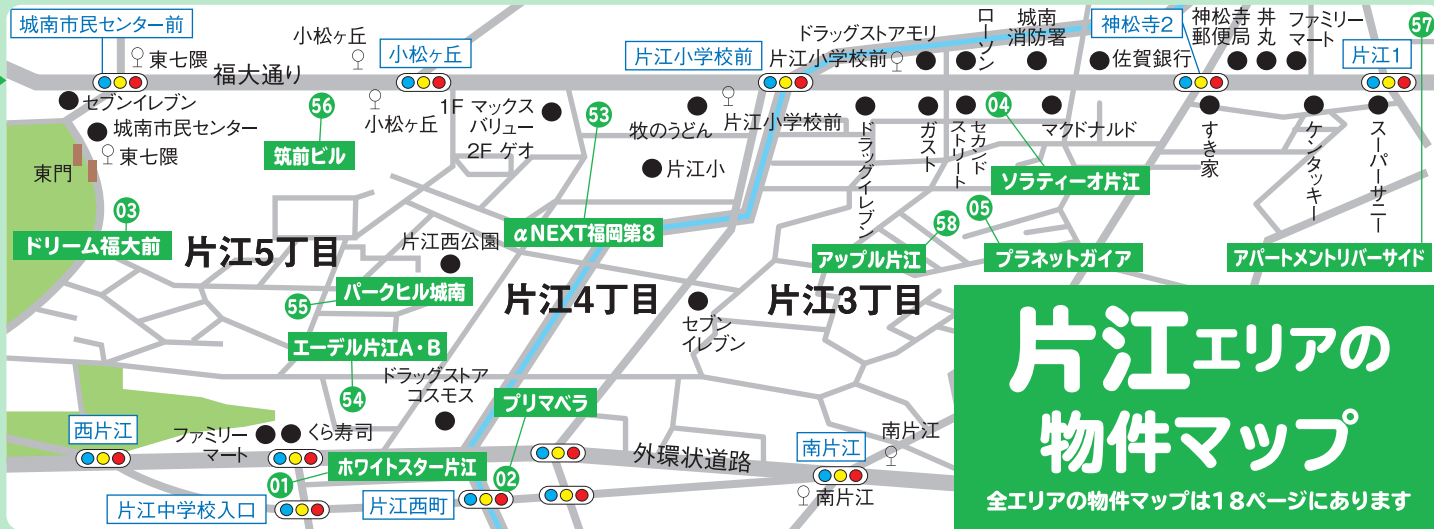 城南市民センター前
東七隈
小松ヶ丘
小松ヶ丘
福大通り
片江小学校前
片江小学校前
ドラッグストアモリ
ローソン
城南
消防署
佐賀銀行
神松寺2
神松寺
郵便局
丼丸
ファミリー
マート
片江1
57
セブンイレブン
城南市民センター
東七隈
東門
56
筑前ビル
小松ヶ丘
1F マックス
バリュー
2F ゲオ
53
牧のうどん
片江小学校前
片江小
ドラッグイレブン
ガスト
セカンド
ストリート
04
マクドナルド
すき家
ケンタッキー
スーパーサニー
ソラティーオ片江
03
ドリーム福大前
片江5丁目
片江西公園
αNEXT福岡第8
58
アップル片江
05
プラネットガイア
アパートメントリバーサイド
55
パークヒル城南
片江4丁目
片江3丁目
セブン
イレブン
エーデル片江A・B
54
ドラッグストア
コスモス
プリマベラ
西片江
ファミリー
マート
くら寿司
01
ホワイトスター片江
02
外環状道路
南片江
南片江
南片江
片江中学校入口
片江西町
片江エリアの
物件マップ
全エリアの物件マップは18ページにあります